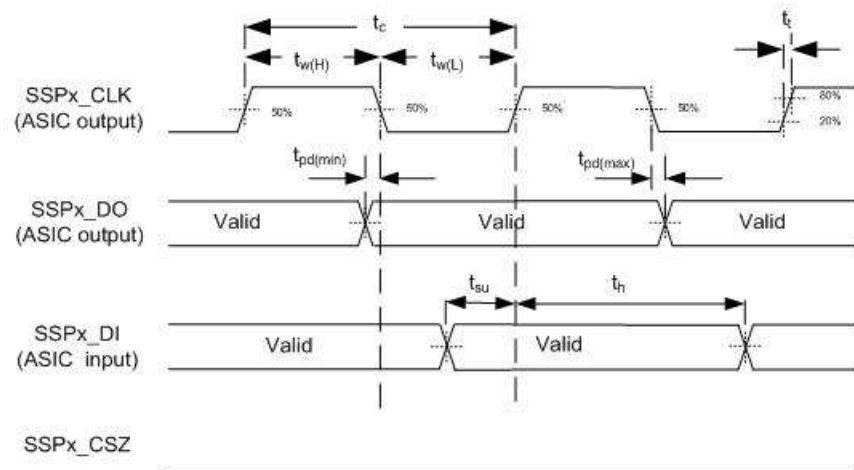 t_c
t_t
t_w(H)
t_w(L)
SSPx_CLK
(ASIC output)
50%
50%
50%
50%
80%
20%
t_pd(min)
t_pd(max)
SSPx_DO
(ASIC output)
Valid
Valid
Valid
t_su
t_h
SSPx_DI
(ASIC input)
Valid
Valid
SSPx_CSZ